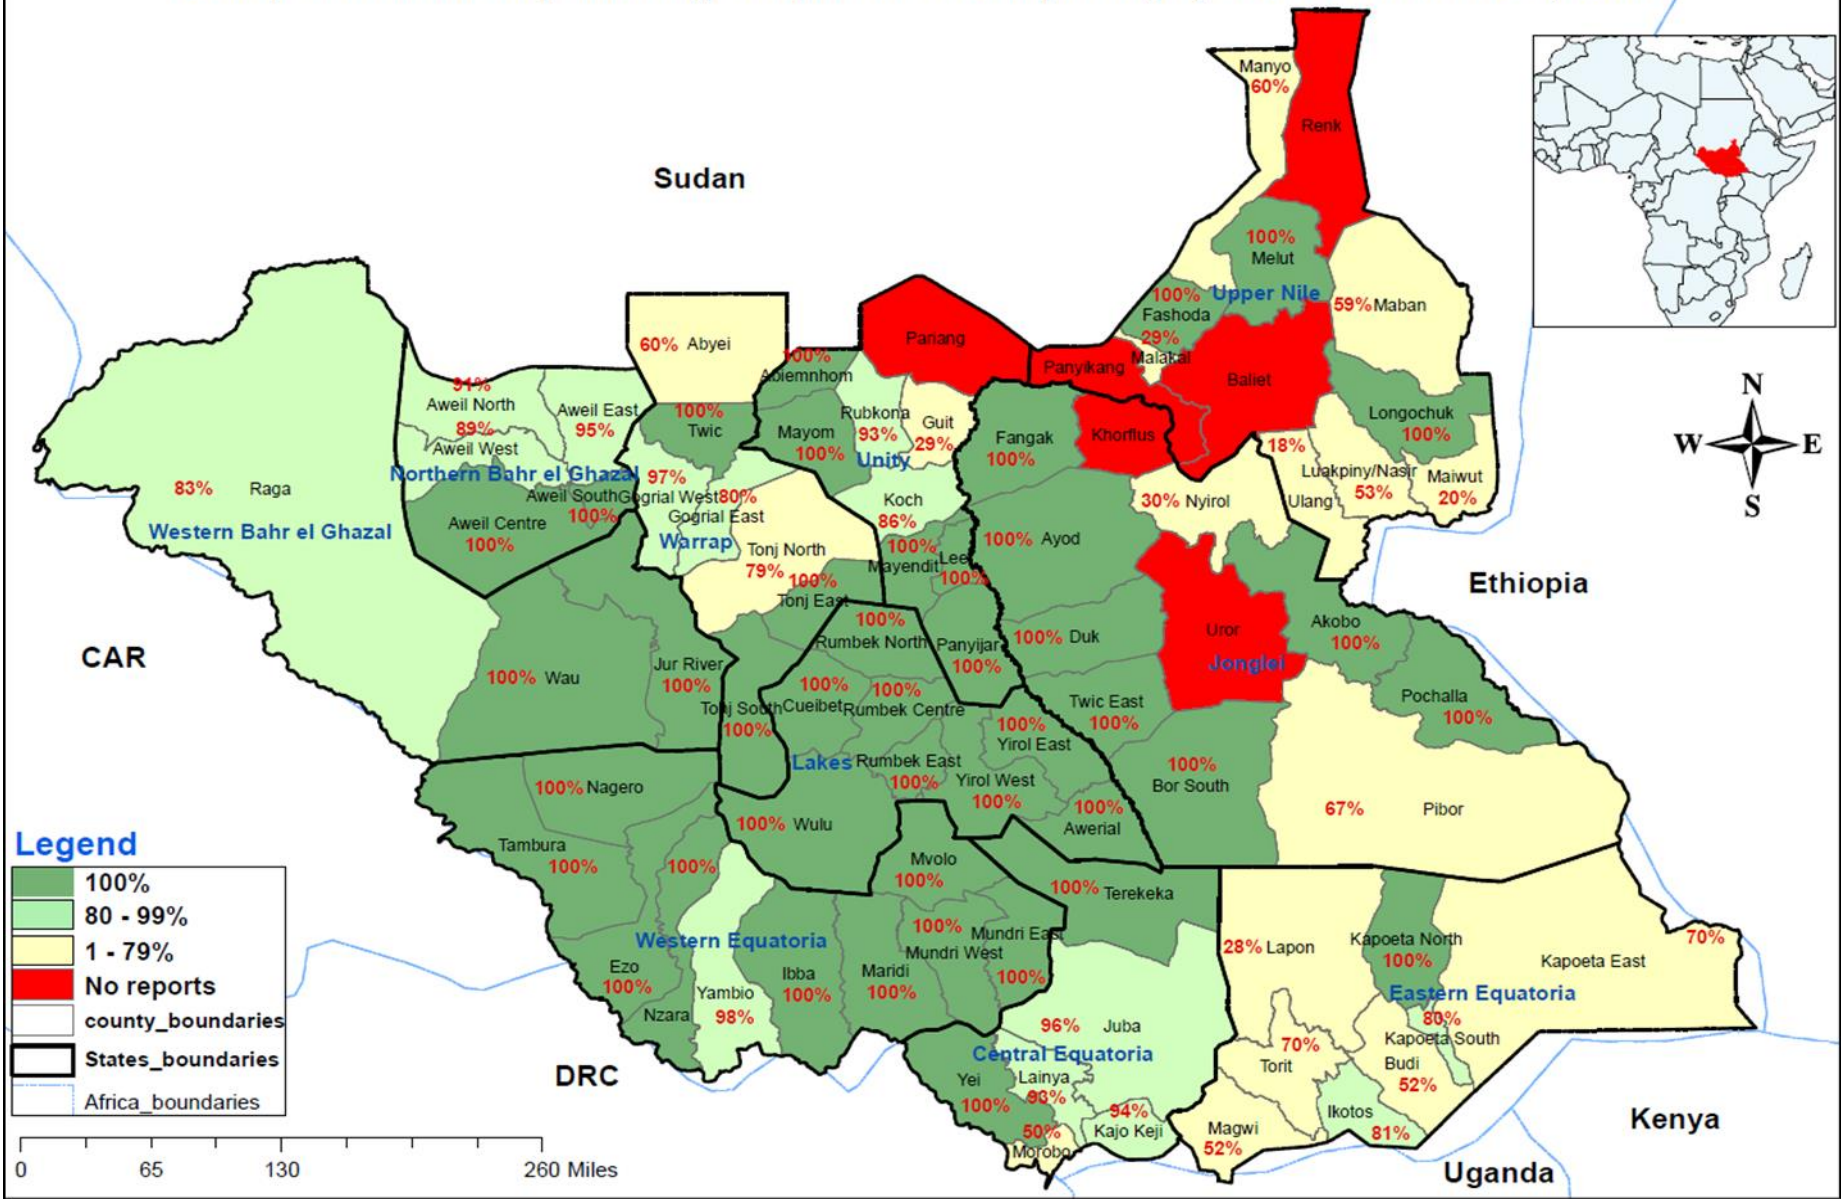 Manyo
60%
Renk
Sudan
100%
Melut
Upper Nile
100%
Fashoda
29%
Malakal
59% Maban
60% Abyei
Pariang
Panyikang
Baliet
100%
Abiemnhom
91%
Aweil North
89%
Aweil West
Aweil East
95%
100%
Twic
Mayom
100%
Rubkona
93%
Guit
29%
Unity
Fangak
100%
Khorflus
Longochuk
100%
18%
Luakpiny/Nasir
53%
Maiwut
20%
Ulang
N
W
E
S
83% Raga
Western Bahr el Ghazal
Northern Bahr el Ghazal
Aweil South
100%
Aweil Centre
100%
97%
Gogrial West
80%
Gogrial East
Warrap
Koch
86%
30% Nyirol
Tonj North
79%
100%
Tonj East
100%
Mayendit
Lee
100%
100% Ayod
Ethiopia
CAR
100% Wau
Jur River
100%
100%
Rumbek North
Panyijar
100%
100% Duk
Uror
Jonglei
Akobo
100%
Pochalla
100%
Tonj South
100%
100%
Cueibet
100%
Rumbek Centre
Twic East
100%
100%
Yirol East
Lakes
Rumbek East
100%
Yirol West
100%
100%
Awerial
100%
Bor South
67% Pibor
100% Nagero
Tambura
100%
100%
100% Wulu
Mvolo
100%
100% Terekeka
Western Equatoria
100%
Mundri East
Mundri West
100%
Ezo
100%
Nzara
Yambio
98%
Ibba
100%
Maridi
100%
28% Lapon
Kapoeta North
100%
70%
Kapoeta East
Eastern Equatoria
80%
Kapoeta South
96% Juba
Central Equatoria
Yei
100%
Lainya
93%
94%
Kajo Keji
50%
Morobo
70%
Torit
Budi
52%
Ikotos
81%
Magwi
52%
DRC
Kenya
Uganda
Legend
100%
80 - 99%
1 - 79%
No reports
county_boundaries
States_boundaries
Africa_boundaries
0 65 130 260 Miles